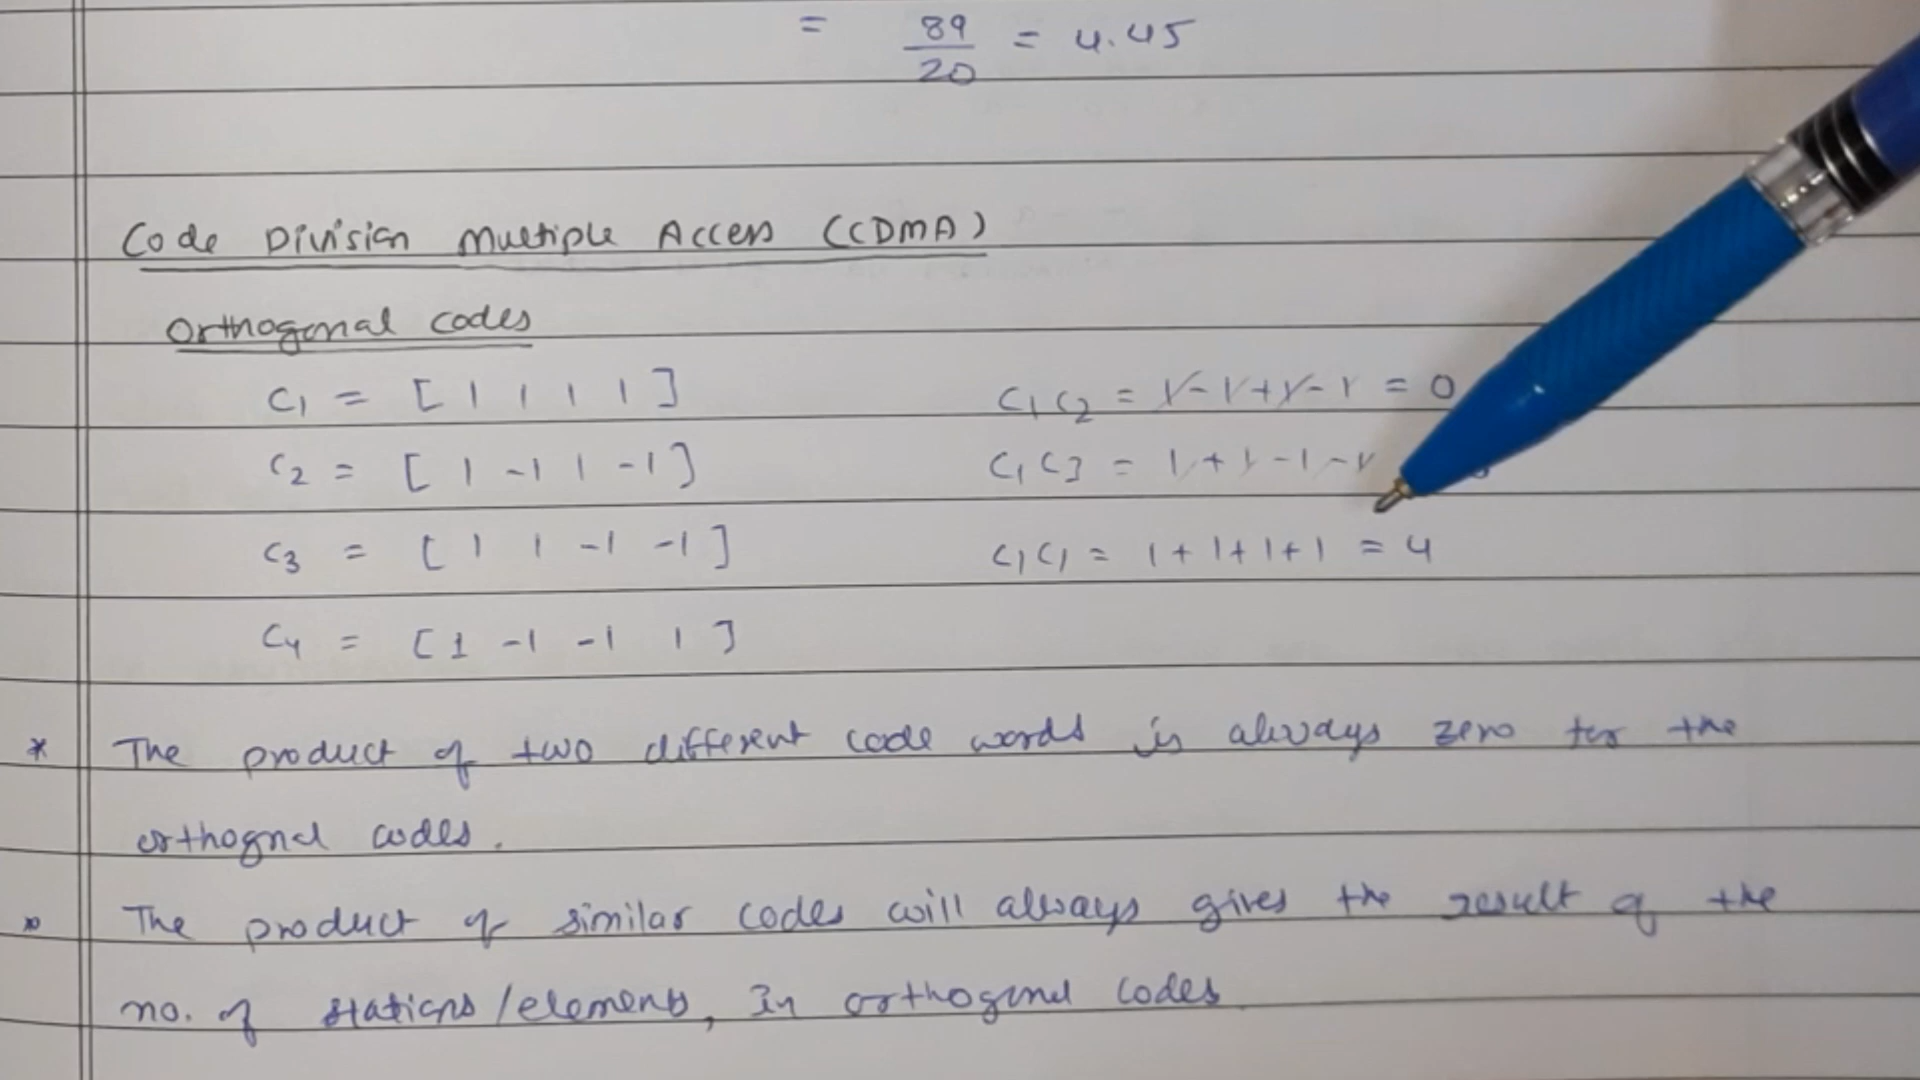 = 89/20 = 4.45
Code Division Multiple Access (CDMA)
Orthogonal codes
C1 = [ 1 1 1 1 ] C1C2 = 1-1+1-1 = 0
C2 = [ 1 -1 1 -1 ] C1C3 = 1+1-1-1
C3 = [ 1 1 -1 -1 ] C1C1 = 1+1+1+1 = 4
C4 = [ 1 -1 -1 1 ]
* The product of two different code words is always zero for the
orthognal codes.
* The product of similar codes will always gives the result of the
no. of stations/elements, In orthogonal codes